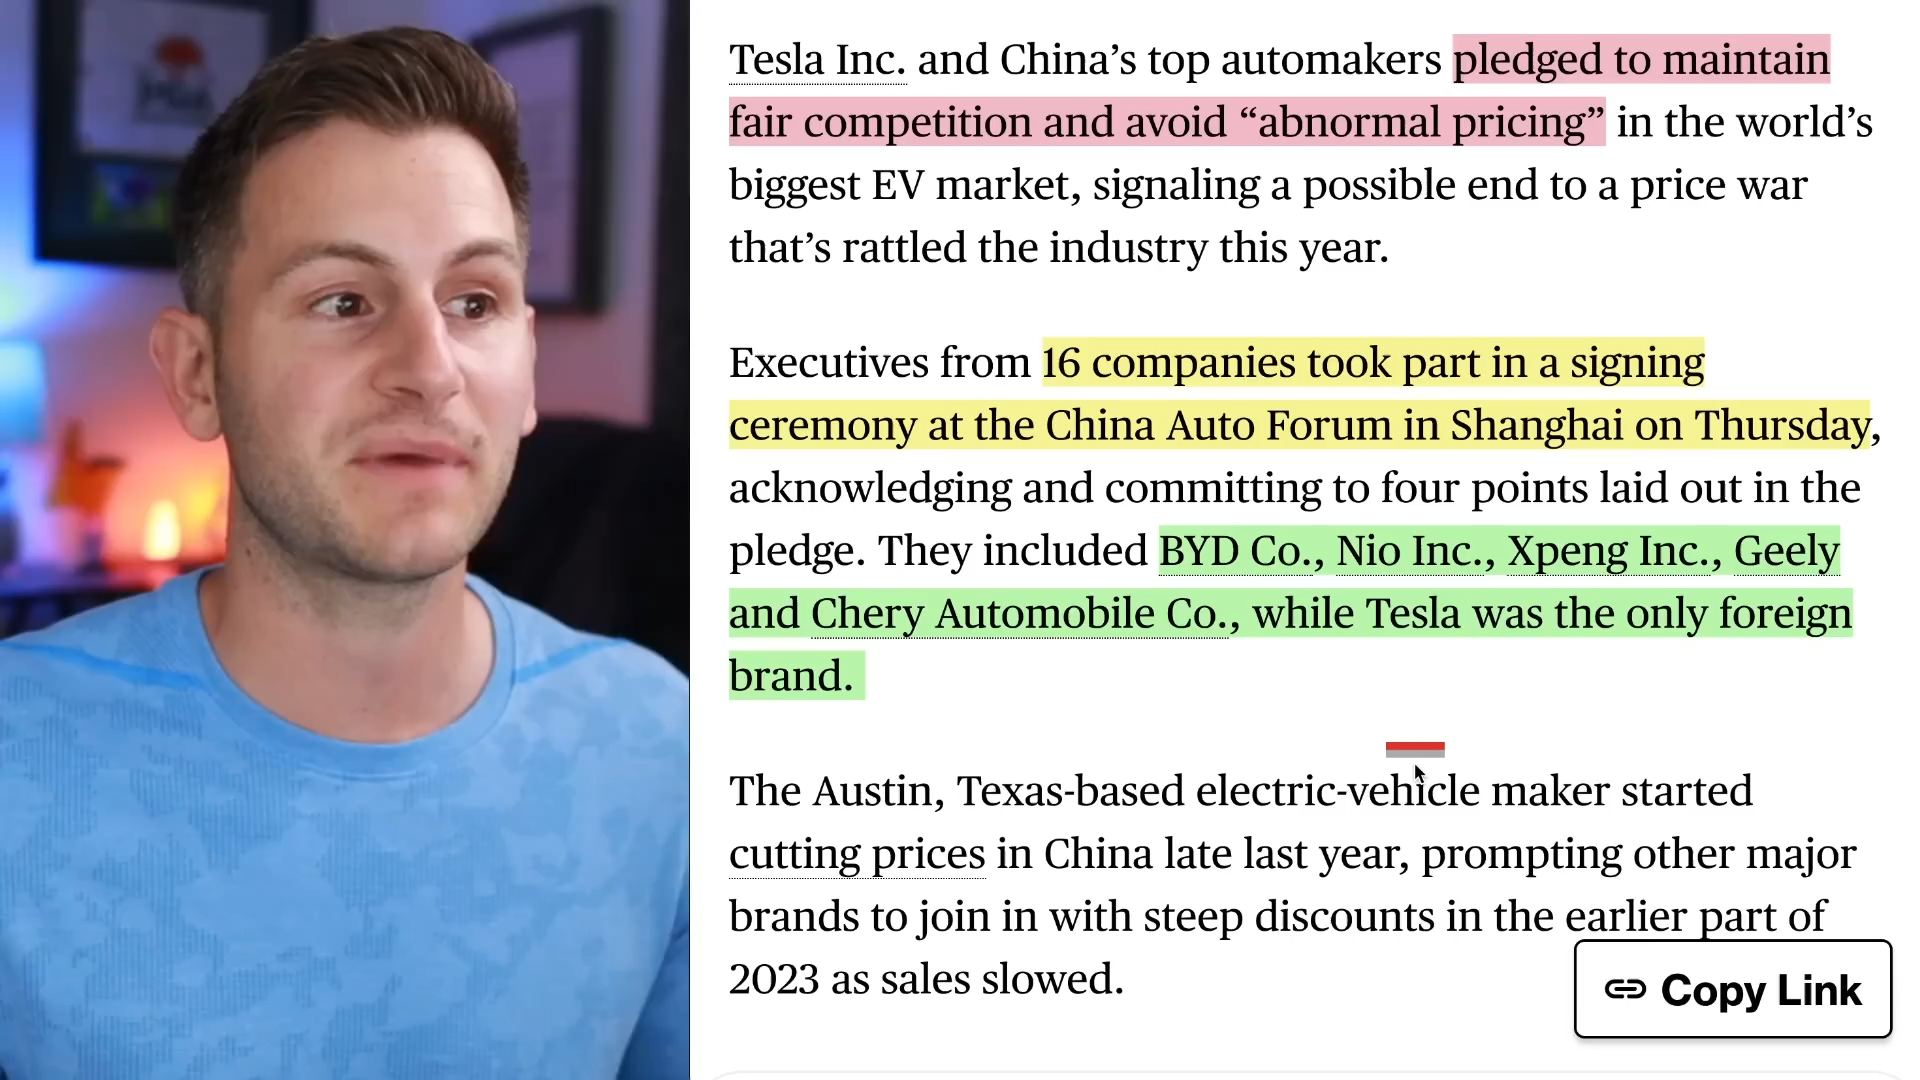 Tesla Inc. and China’s top automakers pledged to maintain
fair competition and avoid “abnormal pricing” in the world’s
biggest EV market, signaling a possible end to a price war
that’s rattled the industry this year.
Executives from 16 companies took part in a signing
ceremony at the China Auto Forum in Shanghai on Thursday,
acknowledging and committing to four points laid out in the
pledge. They included BYD Co., Nio Inc., Xpeng Inc., Geely
and Chery Automobile Co., while Tesla was the only foreign
brand.
The Austin, Texas-based electric-vehicle maker started
cutting prices in China late last year, prompting other major
brands to join in with steep discounts in the earlier part of
2023 as sales slowed.
Copy Link